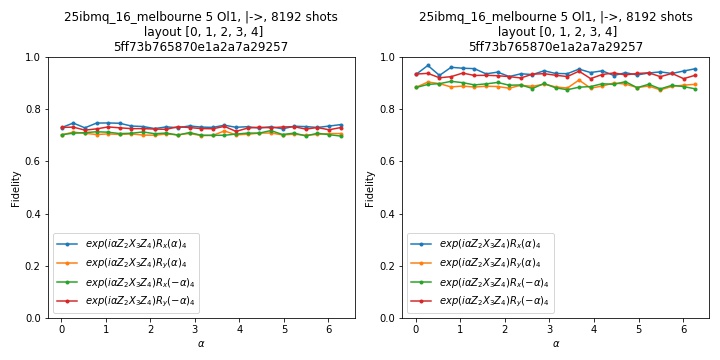 25ibmq_16_melbourne 5 Ol1, |->, 8192 shots
layout [0, 1, 2, 3, 4]
5ff73b765870e1a2a7a29257
Fidelity
1.0
0.8
0.6
0.4
0.2
0.0
exp(iαZ₂X₃Z₄)Rₓ(α)₄
exp(iαZ₂X₃Z₄)Rᵧ(α)₄
exp(iαZ₂X₃Z₄)Rₓ(−α)₄
exp(iαZ₂X₃Z₄)Rᵧ(−α)₄
0 1 2 3 4 5 6
α
25ibmq_16_melbourne 5 Ol1, |->, 8192 shots
layout [0, 1, 2, 3, 4]
5ff73b765870e1a2a7a29257
Fidelity
1.0
0.8
0.6
0.4
0.2
0.0
exp(iαZ₂X₃Z₄)Rₓ(α)₄
exp(iαZ₂X₃Z₄)Rᵧ(α)₄
exp(iαZ₂X₃Z₄)Rₓ(−α)₄
exp(iαZ₂X₃Z₄)Rᵧ(−α)₄
0 1 2 3 4 5 6
α